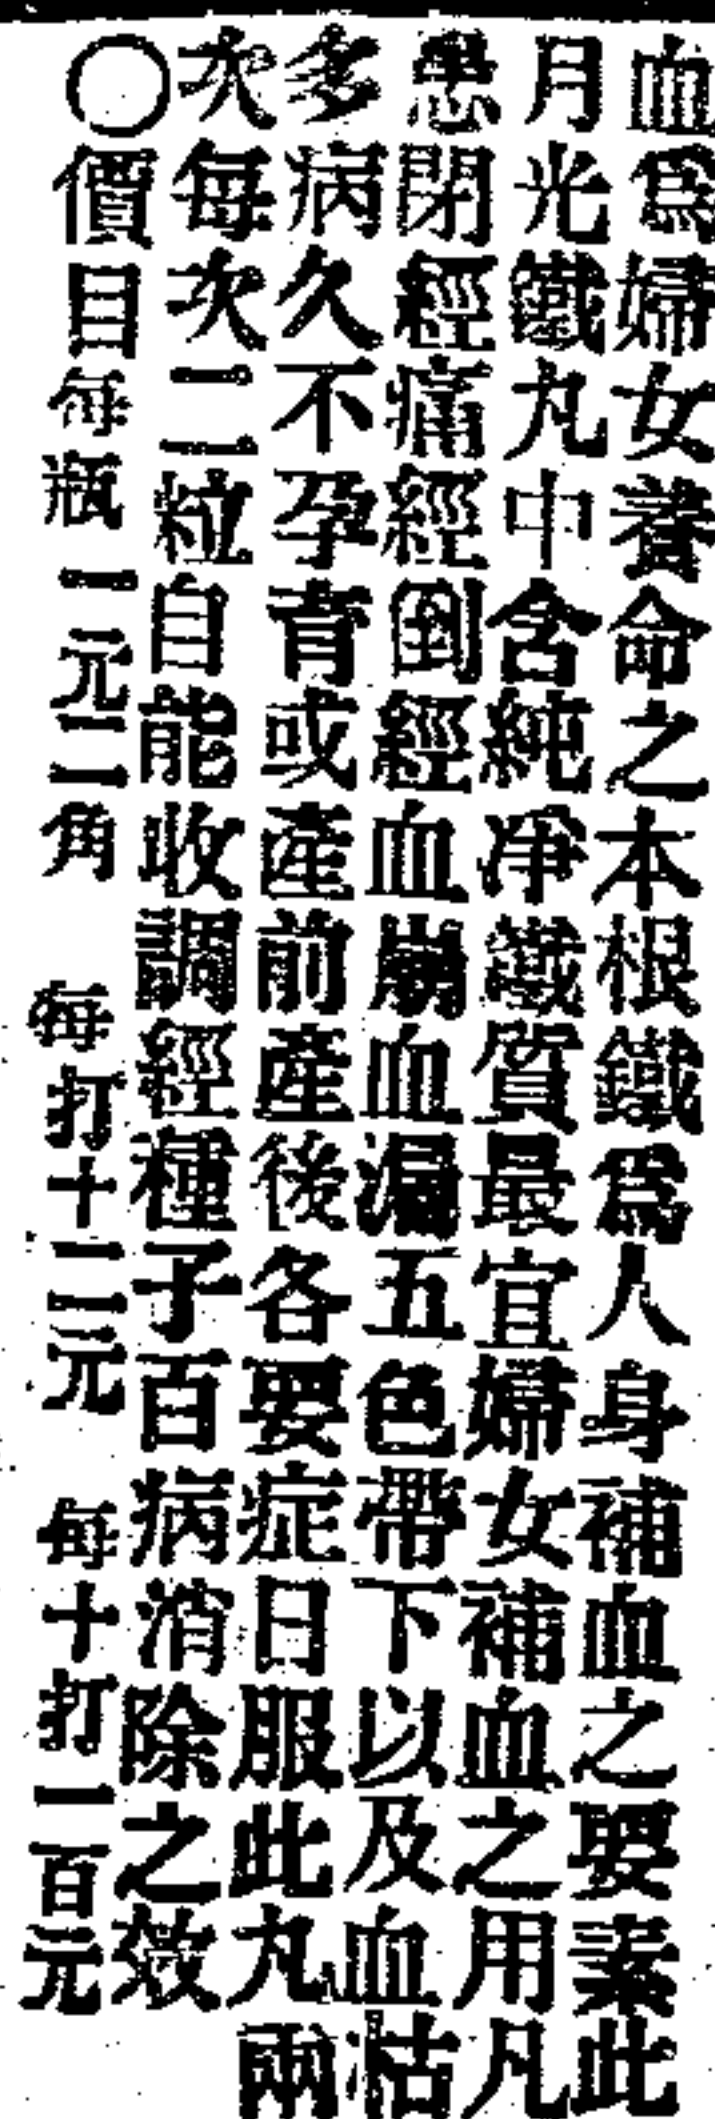 血爲婦女養命之本根鐵爲人身補血之要素此
月光鐵丸中含純淨鐵質最宜婦女補血之用凡
患閉經痛經倒經血崩血漏五色帶下以及血枯
多病久不孕育或產前產後各要症日服此丸兩
次每次二粒自能收調經種子百病消除之效
〇價目每瓶一元二角 每打十二元 每十打一百元